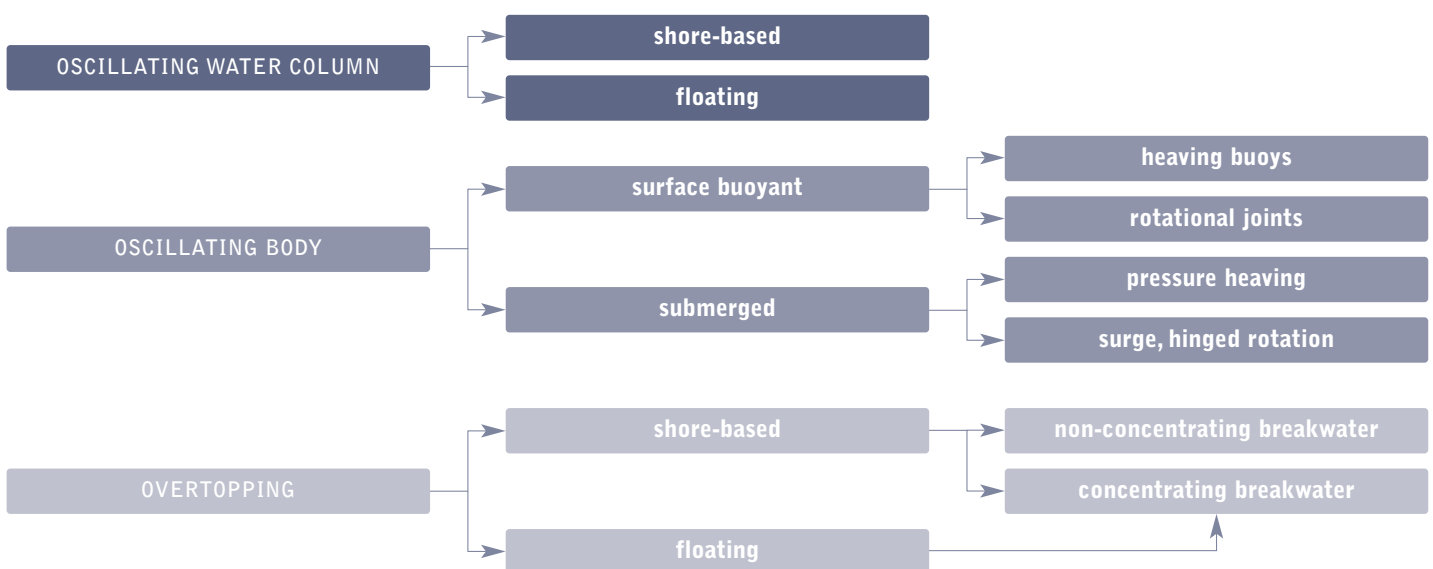 OSCILLATING WATER COLUMN
shore-based
floating
OSCILLATING BODY
surface buoyant
heaving buoys
rotational joints
submerged
pressure heaving
surge, hinged rotation
OVERTOPPING
shore-based
non-concentrating breakwater
concentrating breakwater
floating